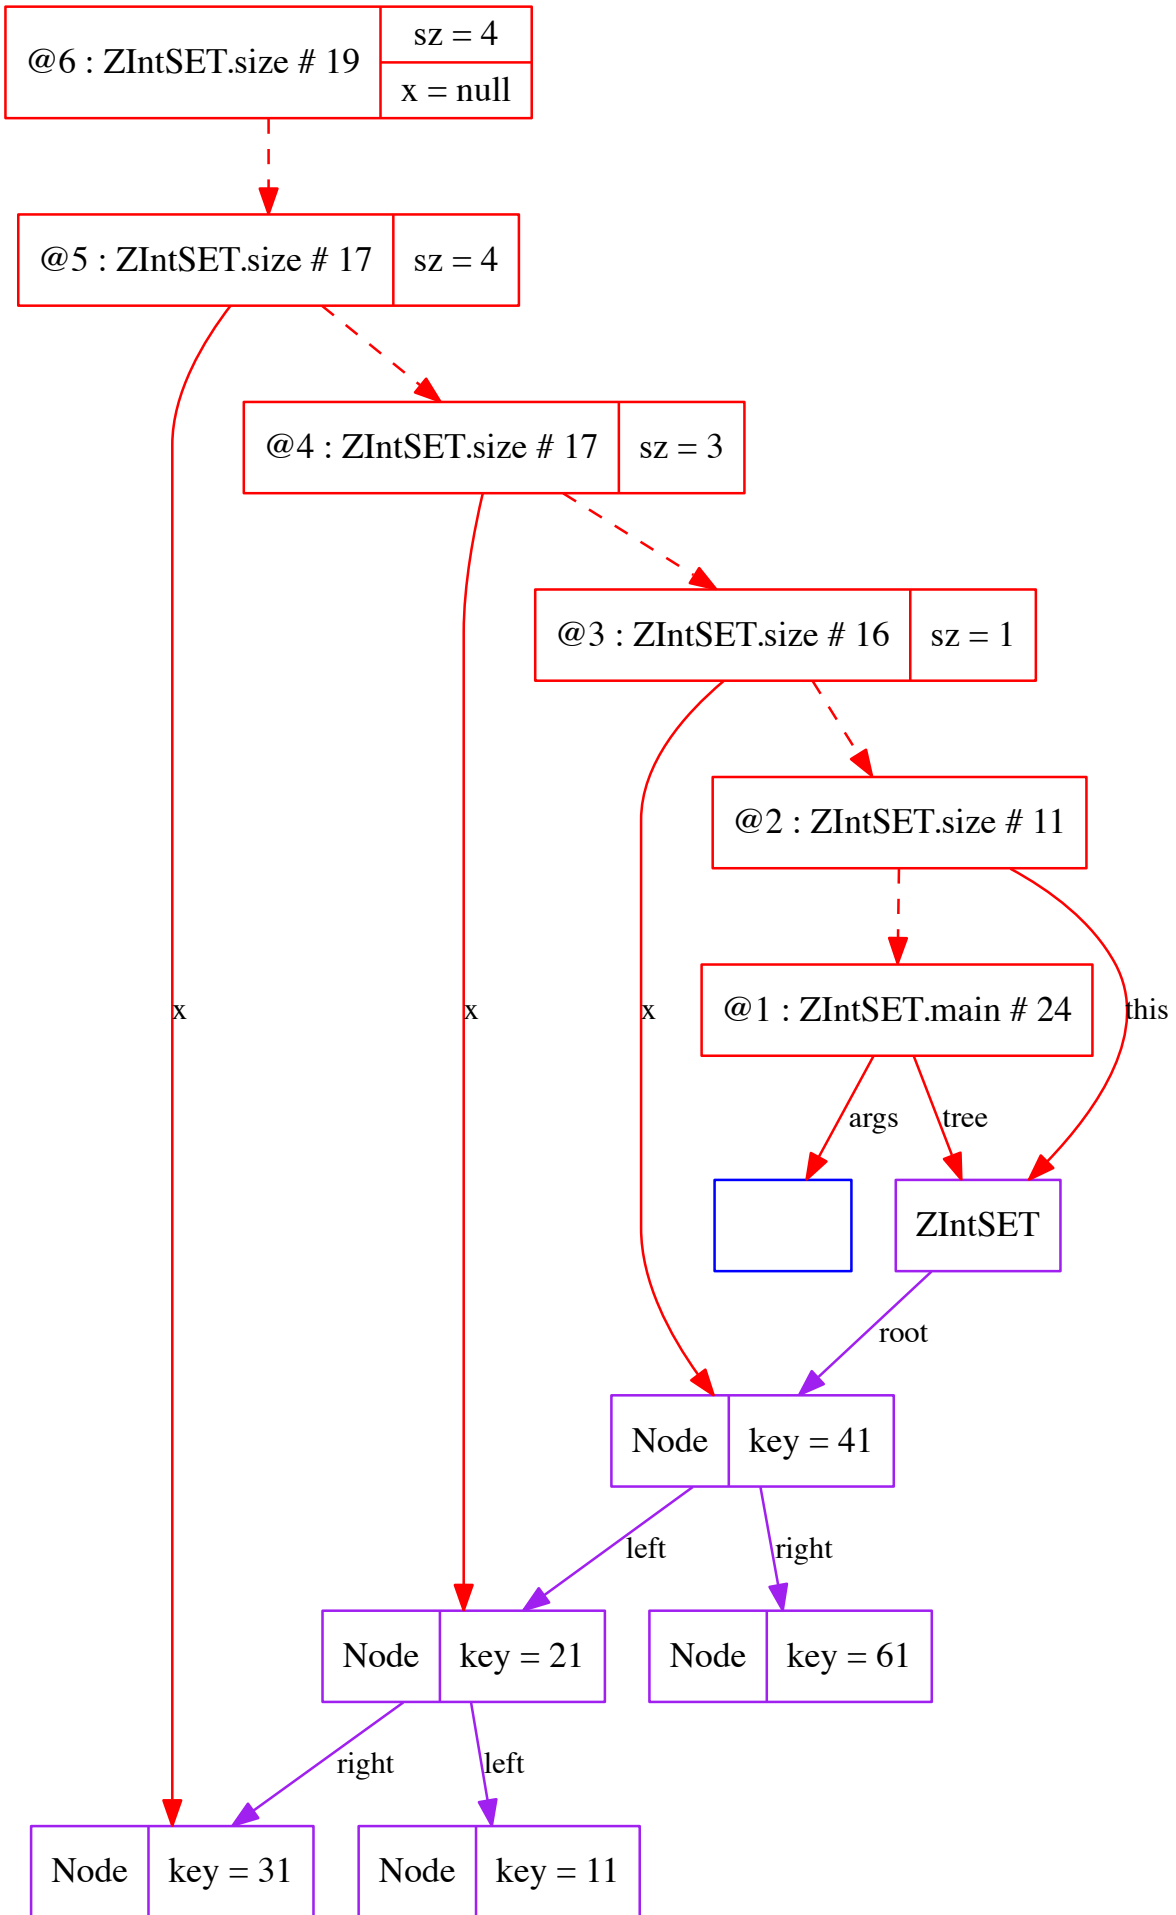 @6 : ZIntSET.size # 19
sz = 4
x = null
@5 : ZIntSET.size # 17
sz = 4
@4 : ZIntSET.size # 17
sz = 3
@3 : ZIntSET.size # 16
sz = 1
@2 : ZIntSET.size # 11
x
x
x
@1 : ZIntSET.main # 24
this
args
tree
ZIntSET
root
Node
key = 41
left
right
Node
key = 21
Node
key = 61
right
left
Node
key = 31
Node
key = 11